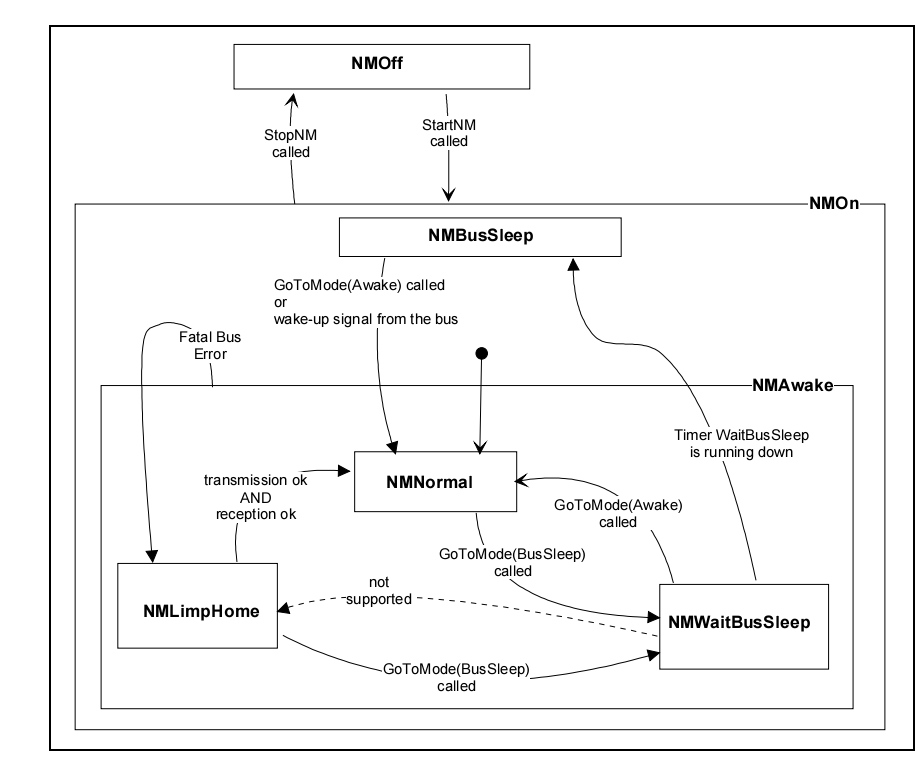 NMOff
StopNM
called
StartNM
called
NMOn
NMBusSleep
GoToMode(Awake) called
or
wake-up signal from the bus
Fatal Bus
Error
NMAwake
Timer WaitBusSleep
is running down
transmission ok
AND
reception ok
NMNormal
GoToMode(Awake)
called
GoToMode(BusSleep)
called
not
supported
NMLimpHome
NMWaitBusSleep
GoToMode(BusSleep)
called